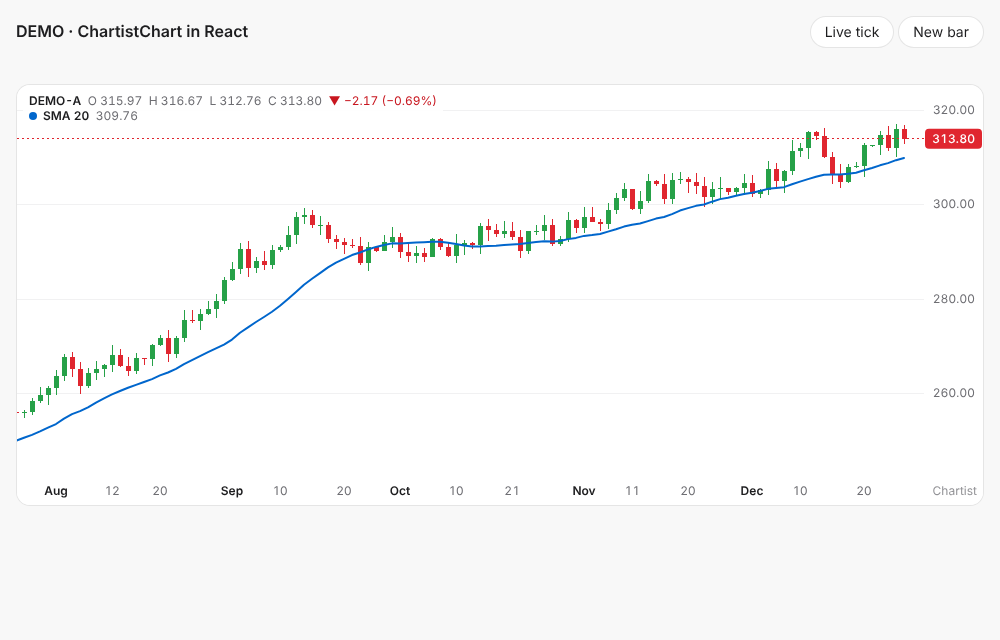 DEMO · ChartistChart in React
Live tick
New bar
DEMO-A O 315.97 H 316.67 L 312.76 C 313.80 ▼ −2.17 (−0.69%)
SMA 20 309.76
320.00
313.80
300.00
280.00
260.00
Aug 12 20 Sep 10 20 Oct 10 21 Nov 11 20 Dec 10 20 Chartist